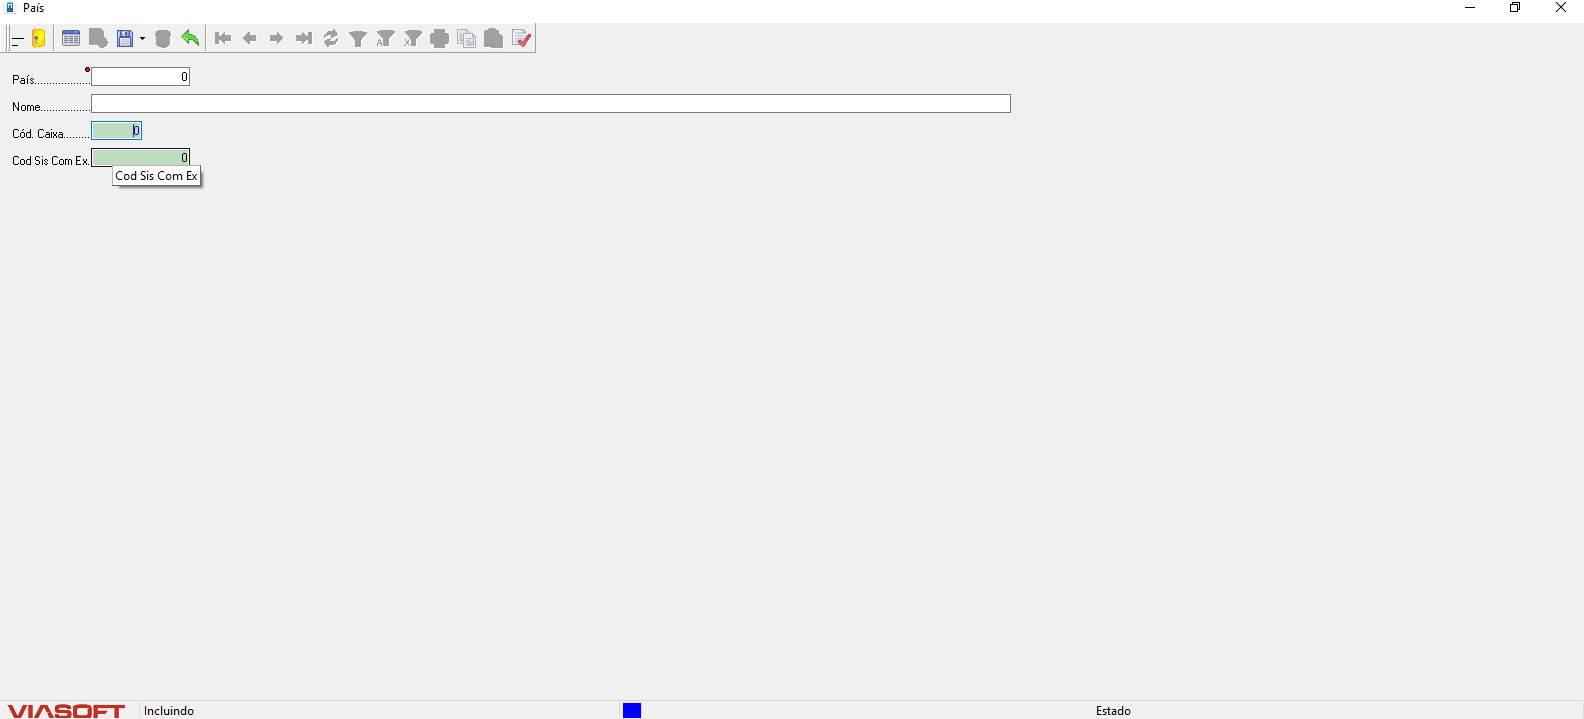 País
País................... 0
Nome.................
Cód. Caixa......... 0
Cod Sis Com Ex. 0
Cod Sis Com Ex
VIASOFT Incluindo Estado